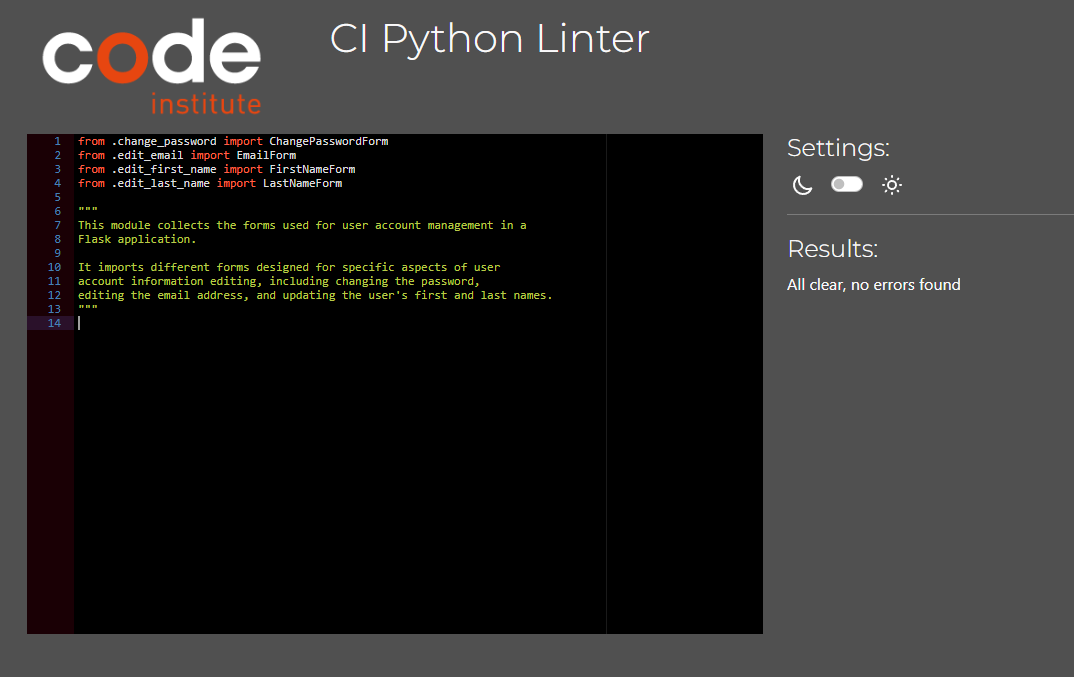 code
institute
CI Python Linter
1 from .change_password import ChangePasswordForm
2 from .edit_email import EmailForm
3 from .edit_first_name import FirstNameForm
4 from .edit_last_name import LastNameForm
5
6 """
7 This module collects the forms used for user account management in a
8 Flask application.
9
10 It imports different forms designed for specific aspects of user
11 account information editing, including changing the password,
12 editing the email address, and updating the user's first and last names.
13 """
14
Settings:
Results:
All clear, no errors found